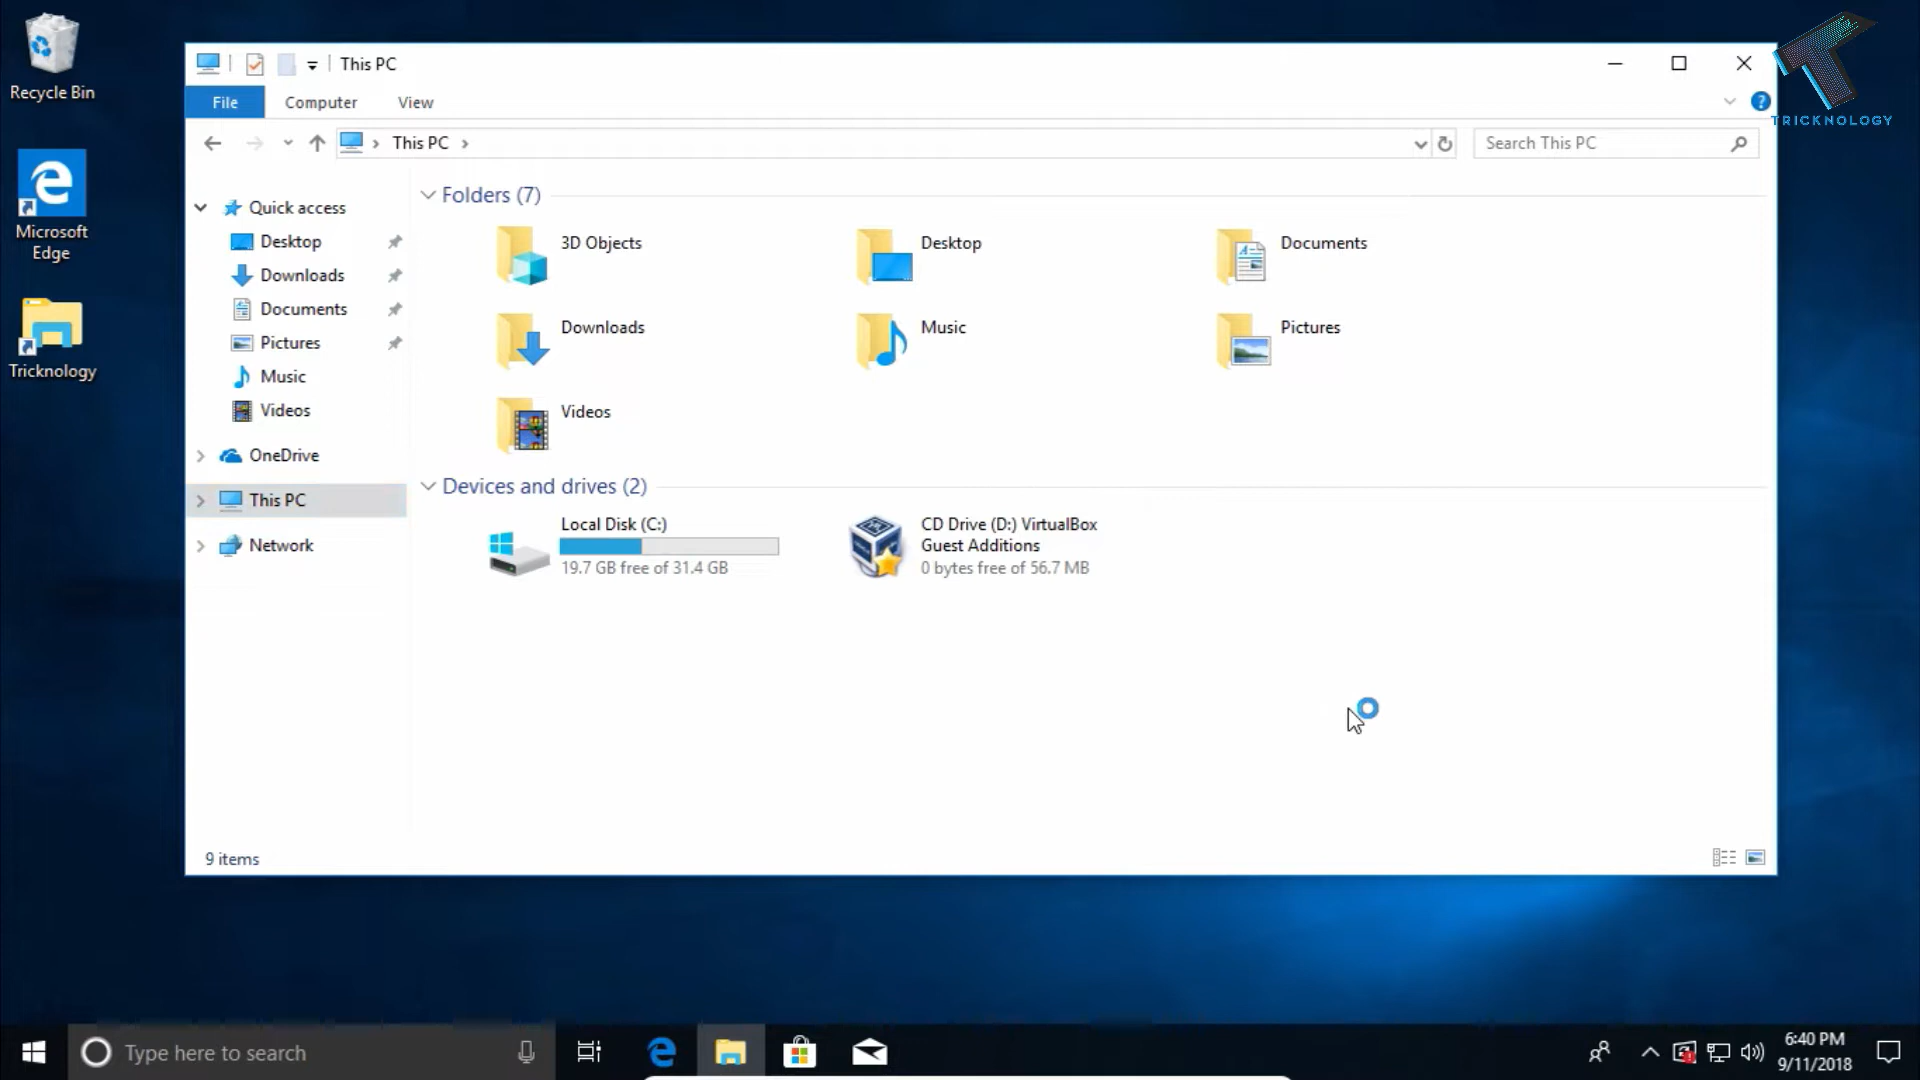 Recycle Bin
Microsoft
Edge
Tricknology
This PC
File
Computer
View
This PC
Search This PC
TRICKNOLOGY
Quick access
Desktop
Downloads
Documents
Pictures
Music
Videos
OneDrive
This PC
Network
Folders (7)
3D Objects
Desktop
Documents
Downloads
Music
Pictures
Videos
Devices and drives (2)
Local Disk (C:)
19.7 GB free of 31.4 GB
CD Drive (D:) VirtualBox
Guest Additions
0 bytes free of 56.7 MB
9 items
Type here to search
6:40 PM
9/11/2018